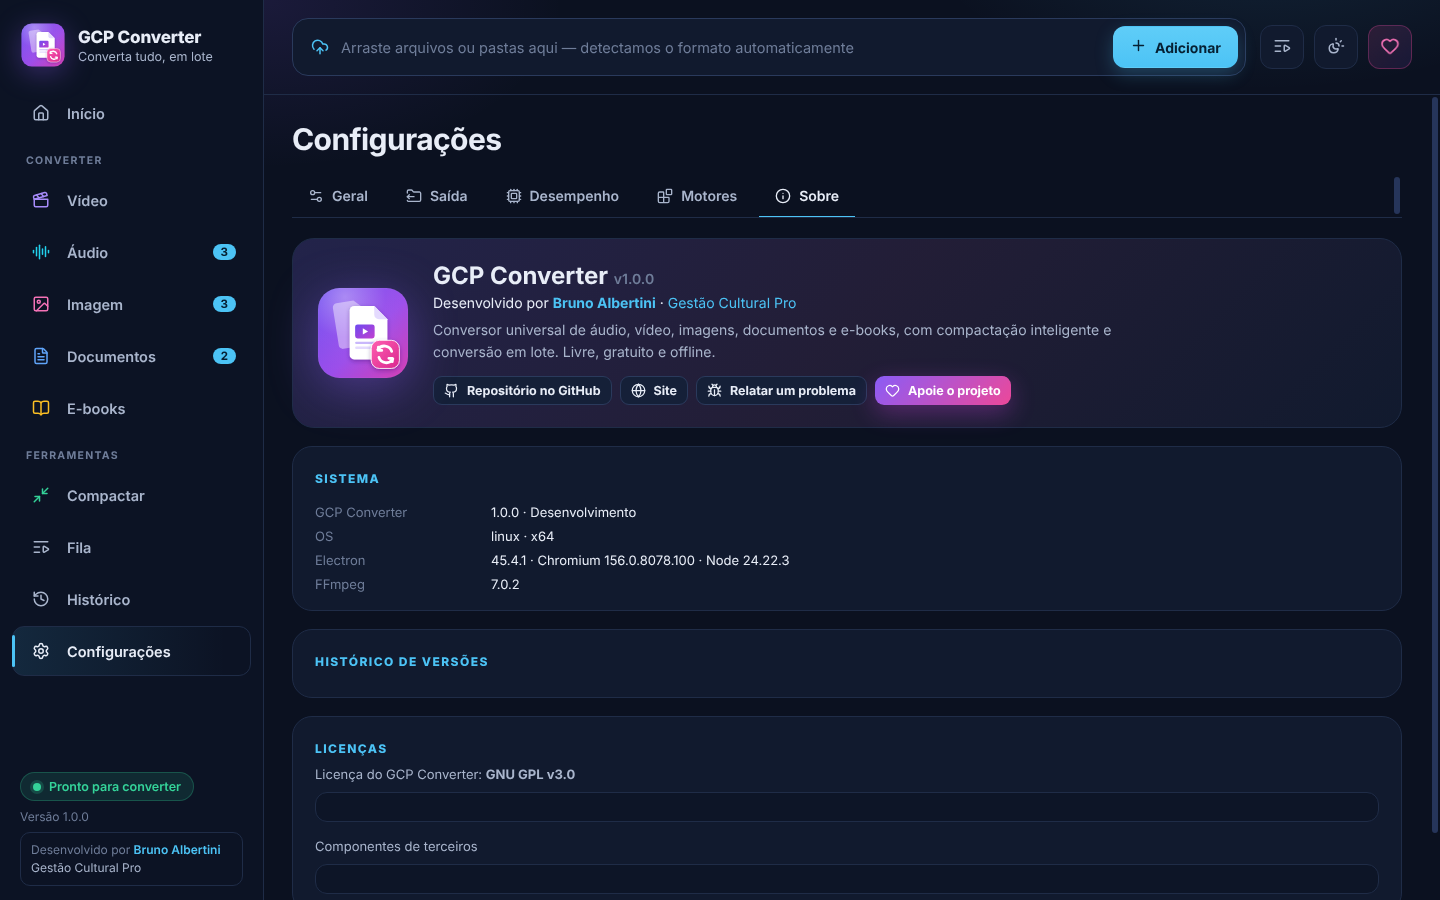 GCP Converter
Converta tudo, em lote
Início
CONVERTER
Vídeo
Áudio 3
Imagem 3
Documentos 2
E-books
FERRAMENTAS
Compactar
Fila
Histórico
Configurações
Pronto para converter
Versão 1.0.0
Desenvolvido por Bruno Albertini
Gestão Cultural Pro
Arraste arquivos ou pastas aqui — detectamos o formato automaticamente
Adicionar
Configurações
Geral Saída Desempenho Motores Sobre
GCP Converter v1.0.0
Desenvolvido por Bruno Albertini · Gestão Cultural Pro
Conversor universal de áudio, vídeo, imagens, documentos e e-books, com compactação inteligente e
conversão em lote. Livre, gratuito e offline.
Repositório no GitHub Site Relatar um problema Apoie o projeto
SISTEMA
GCP Converter 1.0.0 · Desenvolvimento
OS linux · x64
Electron 45.4.1 · Chromium 156.0.8078.100 · Node 24.22.3
FFmpeg 7.0.2
HISTÓRICO DE VERSÕES
LICENÇAS
Licença do GCP Converter: GNU GPL v3.0
Componentes de terceiros